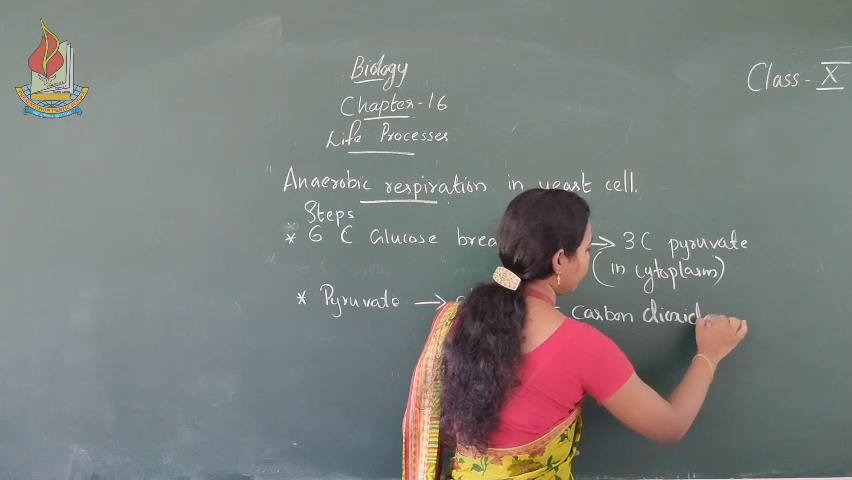 Biology
Class - X
Chapter - 16
Life Processes
Anaerobic respiration in yeast cell.
Steps
* 6 C Glucose → 3C pyruvate
(in cytoplasm)
* Pyruvate → carbon dioxid